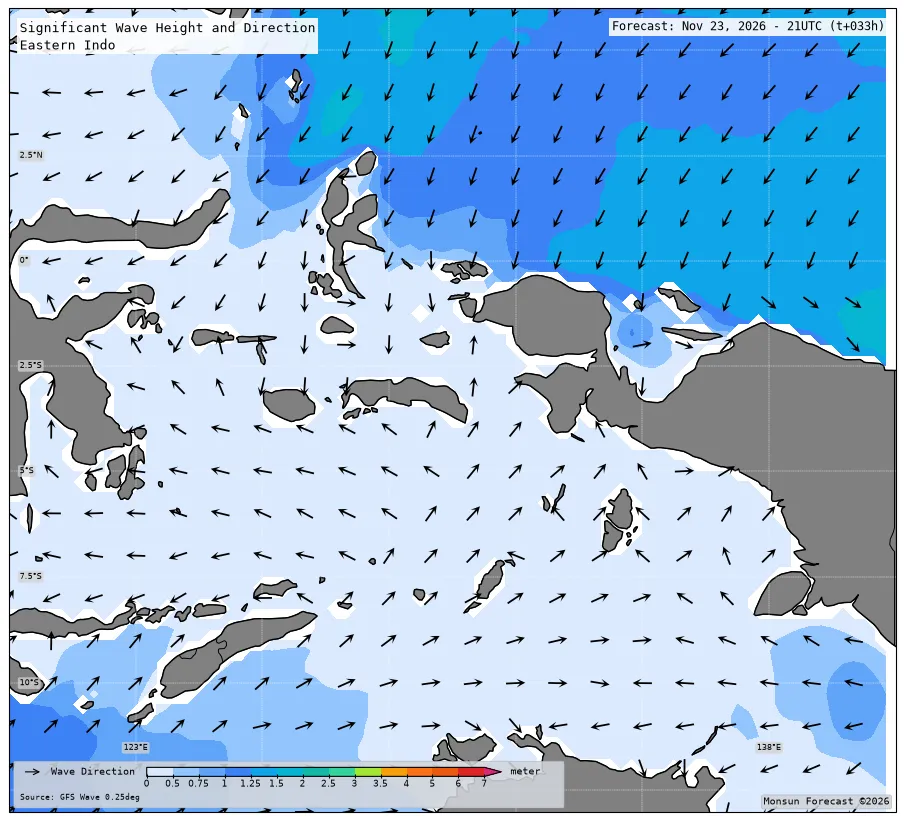 Significant Wave Height and Direction
Eastern Indo
Forecast: Nov 23, 2026 - 21UTC (t+033h)
2.5°N
0°
2.5°S
5°S
7.5°S
10°S
123°E
138°E
Wave Direction
0 0.5 0.75 1 1.25 1.5 2 2.5 3 3.5 4 5 6 7
meter
Source: GFS Wave 0.25deg
Monsun Forecast ©2026